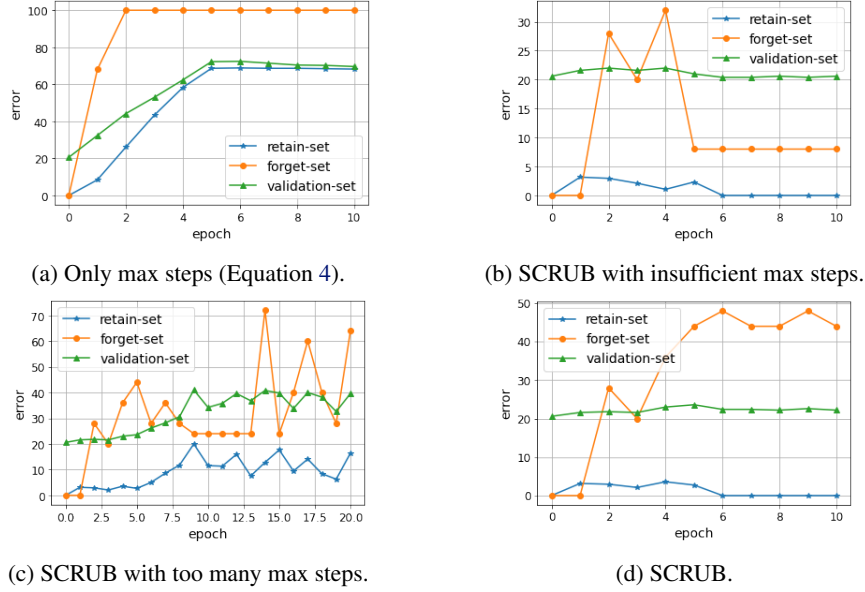 100
80
60
40
20
0
error
retain-set
forget-set
validation-set
0 2 4 6 8 10
epoch
(a) Only max steps (Equation 4).
30
25
20
15
10
5
0
error
retain-set
forget-set
validation-set
0 2 4 6 8 10
epoch
(b) SCRUB with insufficient max steps.
70
60
50
40
30
20
10
0
error
retain-set
forget-set
validation-set
0.0 2.5 5.0 7.5 10.0 12.5 15.0 17.5 20.0
epoch
(c) SCRUB with too many max steps.
50
40
30
20
10
0
error
retain-set
forget-set
validation-set
0 2 4 6 8 10
epoch
(d) SCRUB.